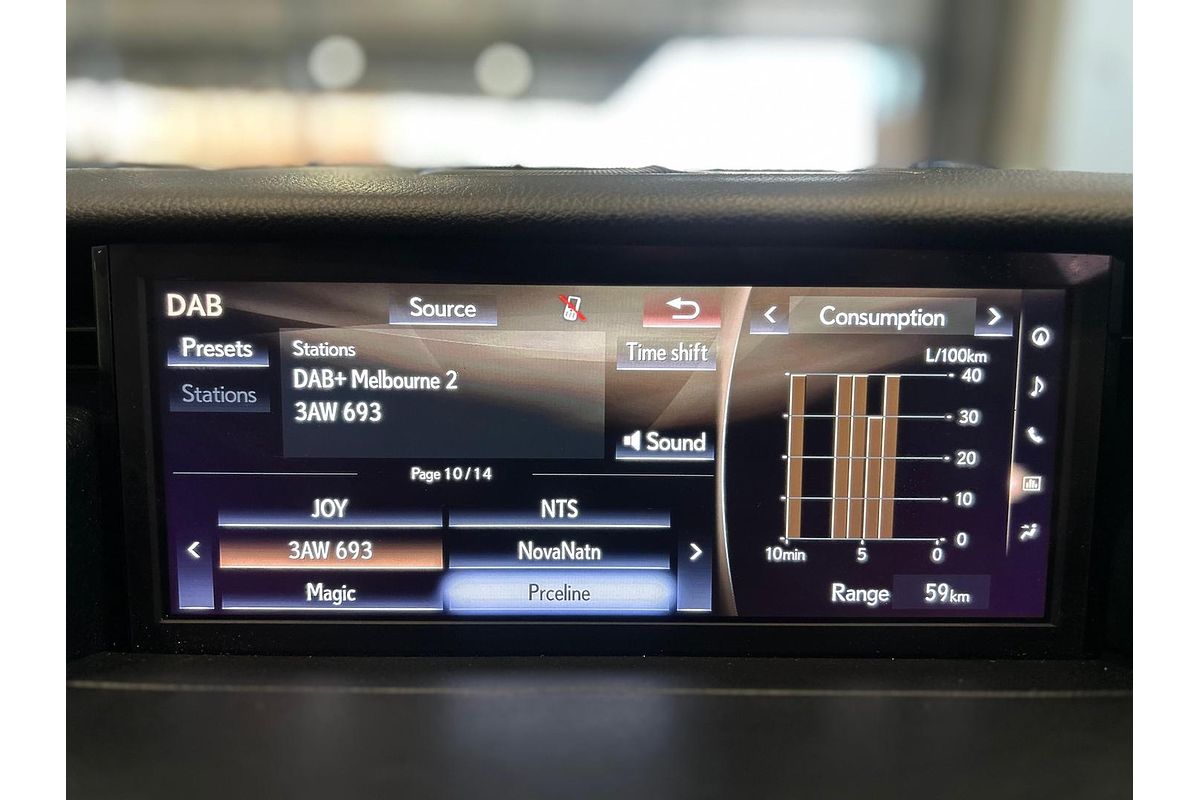 DAB
Source
Presets
Stations
Stations
DAB+ Melbourne 2
3AW 693
Time shift
Sound
Page 10/14
JOY
NTS
3AW 693
NovaNatn
Magic
Prceline
Consumption
L/100km
40
30
20
10
0
10min
5
0
Range 59km